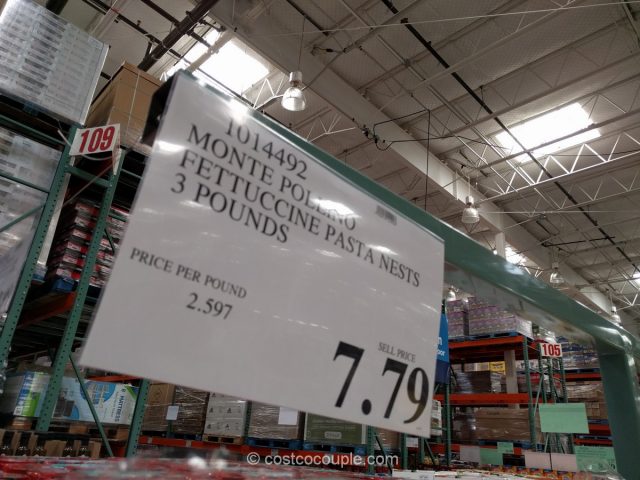 109
1014492
MONTE POLLINO
FETTUCCINE PASTA NESTS
3 POUNDS
PRICE PER POUND
2.597
SELL PRICE
7.79
105
MATTRESS
© costcocouple.com